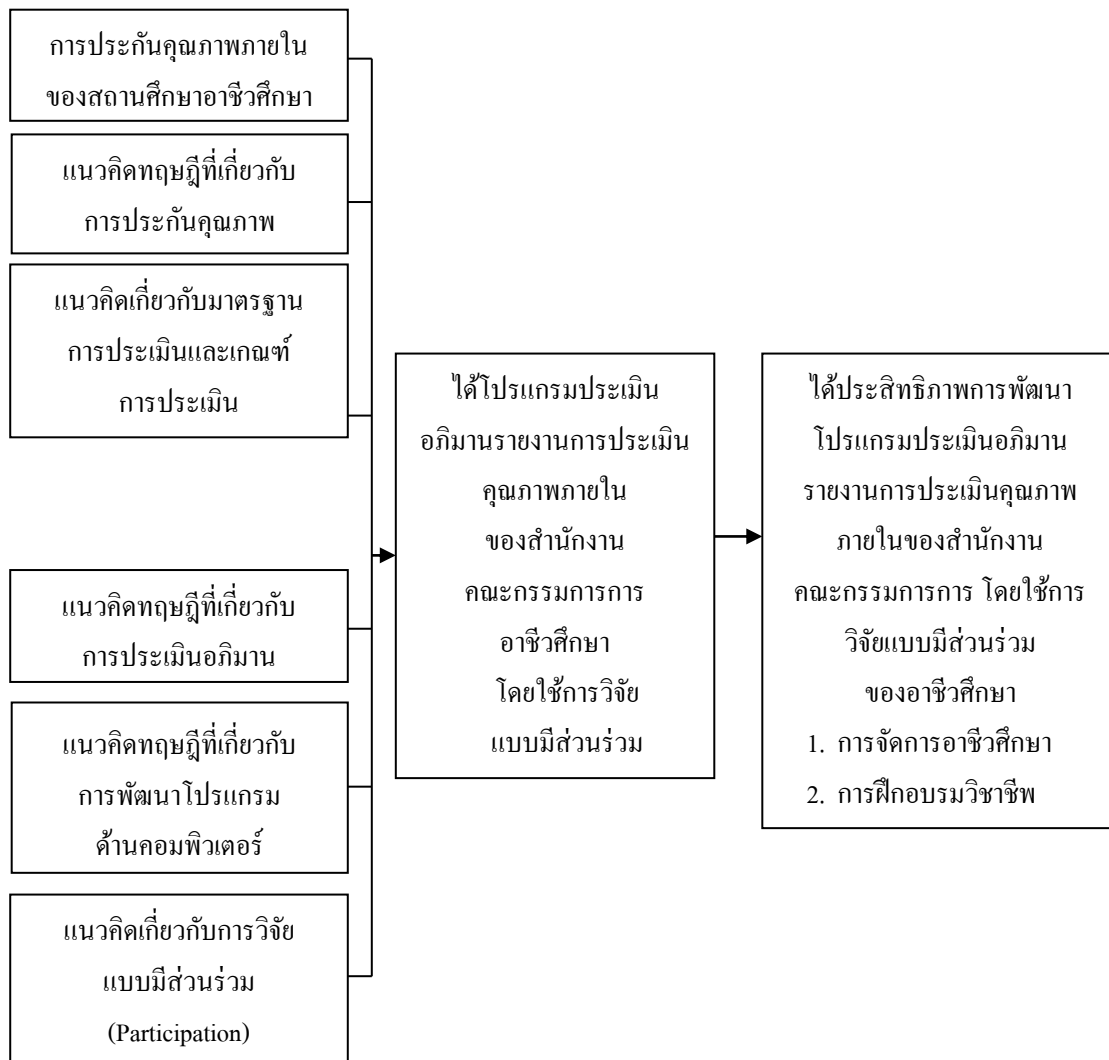 การประกันคุณภาพภายใน
ของสถานศึกษาอาชีวศึกษา
แนวคิดทฤษฎีที่เกี่ยวกับ
การประกันคุณภาพ
แนวคิดเกี่ยวกับมาตรฐาน
การประเมินและเกณฑ์
การประเมิน
แนวคิดทฤษฎีที่เกี่ยวกับ
การประเมินอภิมาน
แนวคิดทฤษฎีที่เกี่ยวกับ
การพัฒนาโปรแกรม
ด้านคอมพิวเตอร์
แนวคิดเกี่ยวกับการวิจัย
แบบมีส่วนร่วม
(Participation)
ได้โปรแกรมประเมิน
อภิมานรายงานการประเมิน
คุณภาพภายใน
ของสำนักงาน
คณะกรรมการการ
อาชีวศึกษา
โดยใช้การวิจัย
แบบมีส่วนร่วม
ได้ประสิทธิภาพการพัฒนา
โปรแกรมประเมินอภิมาน
รายงานการประเมินคุณภาพ
ภายในของสำนักงาน
คณะกรรมการการ โดยใช้การ
วิจัยแบบมีส่วนร่วม
ของอาชีวศึกษา
1. การจัดการอาชีวศึกษา
2. การฝึกอบรมวิชาชีพ